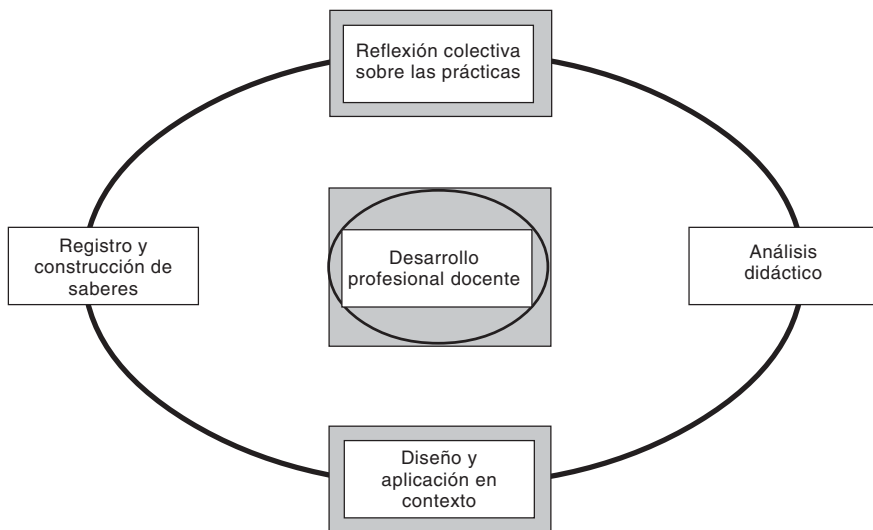 Reflexión colectiva
sobre las prácticas
Registro y
construcción de
saberes
Desarrollo
profesional docente
Análisis
didáctico
Diseño y
aplicación en
contexto